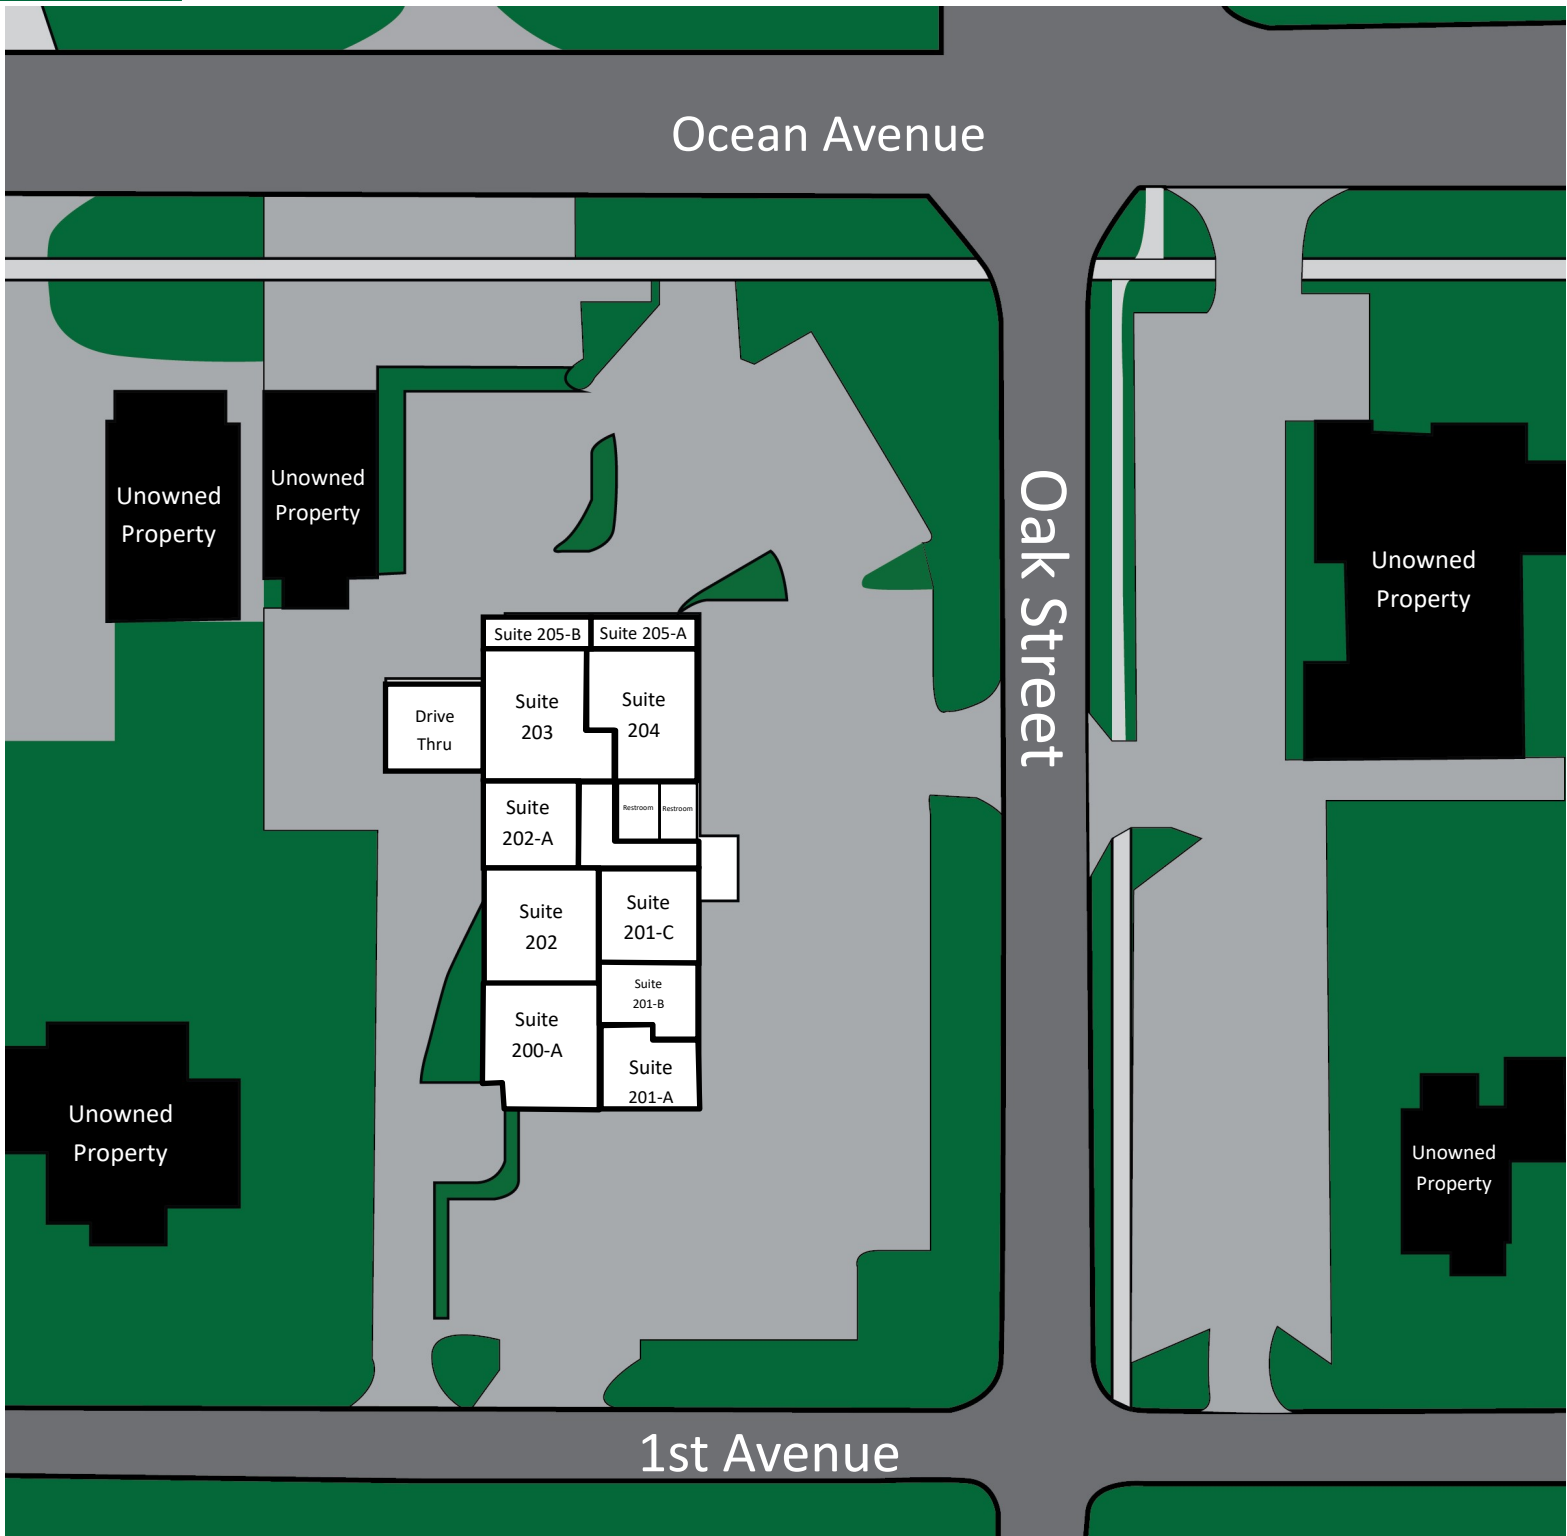 Ocean Avenue
Oak Street
Unowned
Property
Unowned
Property
Unowned
Property
Suite 205-B
Suite 205-A
Suite
203
Suite
204
Drive
Thru
Suite
202-A
Restroom
Restroom
Suite
202
Suite
201-C
Suite
201-B
Suite
200-A
Suite
201-A
Unowned
Property
Unowned
Property
1st Avenue